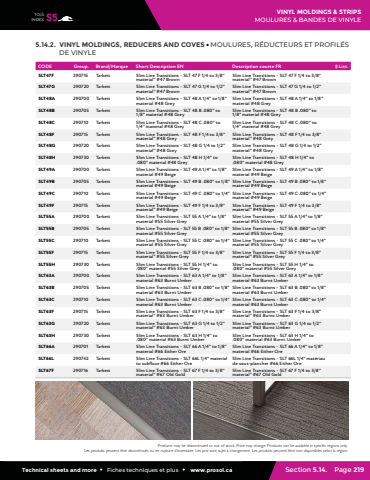 TOIS
INDEX S5
VINYL MOLDINGS & STRIPS
MOULURES & BANDES DE VINYLE
5.14.2. VINYL MOLDINGS, REDUCERS AND COVES • MOULURES, RÉDUCTEURS ET PROFILÉS
DE VINYLE
CODE Group. Brand/Marque Short Description EN Description courte FR $ List.
SLT47F 290715 Tarkett Slim Line Transitions - SLT 47 F 1/4 to 3/8" material" #47 Brown Slim Line Transitions - SLT 47 F 1/4 to 3/8" material" #47 Brown
SLT47G 290720 Tarkett Slim Line Transitions - SLT 47 G 1/4 to 1/2" material" #47 Brown Slim Line Transitions - SLT 47 G 1/4 to 1/2" material" #47 Brown
SLT48A 290700 Tarkett Slim Line Transitions - SLT 48 A 1/4" to 1/8" material #48 Grey Slim Line Transitions - SLT 48 A 1/4" to 1/8" material #48 Grey
SLT48B 290705 Tarkett Slim Line Transitions - SLT 48 B .080" to 1/8" material #48 Grey Slim Line Transitions - SLT 48 B .080" to 1/8" material #48 Grey
SLT48C 290710 Tarkett Slim Line Transitions - SLT 48 C .080" to 1/4" material #48 Grey Slim Line Transitions - SLT 48 C .080" to 1/4" material #48 Grey
SLT48F 290715 Tarkett Slim Line Transitions - SLT 48 F 1/4 to 3/8" material" #48 Grey Slim Line Transitions - SLT 48 F 1/4 to 3/8" material" #48 Grey
SLT48G 290720 Tarkett Slim Line Transitions - SLT 48 G 1/4 to 1/2" material" #48 Grey Slim Line Transitions - SLT 48 G 1/4 to 1/2" material" #48 Grey
SLT48H 290730 Tarkett Slim Line Transitions - SLT 48 H 1/4" to .080" material #48 Grey Slim Line Transitions - SLT 48 H 1/4" to .080" material #48 Grey
SLT49A 290700 Tarkett Slim Line Transitions - SLT 49 A 1/4" to 1/8" material #49 Beige Slim Line Transitions - SLT 49 A 1/4" to 1/8" material #49 Beige
SLT49B 290705 Tarkett Slim Line Transitions - SLT 49 B .080" to 1/8" material #49 Beige Slim Line Transitions - SLT 49 B .080" to 1/8" material #49 Beige
SLT49C 290710 Tarkett Slim Line Transitions - SLT 49 C .080" to 1/4" material #49 Beige Slim Line Transitions - SLT 49 C .080" to 1/4" material #49 Beige
SLT49F 290715 Tarkett Slim Line Transitions - SLT 49 F 1/4 to 3/8" material" #49 Beige Slim Line Transitions - SLT 49 F 1/4 to 3/8" material" #49 Beige
SLT55A 290700 Tarkett Slim Line Transitions - SLT 55 A 1/4" to 1/8" material #55 Silver Grey Slim Line Transitions - SLT 55 A 1/4" to 1/8" material #55 Silver Grey
SLT55B 290705 Tarkett Slim Line Transitions - SLT 55 B .080" to 1/8" material #55 Silver Grey Slim Line Transitions - SLT 55 B .080" to 1/8" material #55 Silver Grey
SLT55C 290710 Tarkett Slim Line Transitions - SLT 55 C .080" to 1/4" material #55 Silver Grey Slim Line Transitions - SLT 55 C .080" to 1/4" material #55 Silver Grey
SLT55F 290715 Tarkett Slim Line Transitions - SLT 55 F 1/4 to 3/8" material" #55 Silver Grey Slim Line Transitions - SLT 55 F 1/4 to 3/8" material" #55 Silver Grey
SLT55H 290730 Tarkett Slim Line Transitions - SLT 55 H 1/4" to .080" material #55 Silver Grey Slim Line Transitions - SLT 55 H 1/4" to .080" material #55 Silver Grey
SLT63A 290700 Tarkett Slim Line Transitions - SLT 63 A 1/4" to 1/8" material #63 Burnt Umber Slim Line Transitions - SLT 63 A 1/4" to 1/8" material #63 Burnt Umber
SLT63B 290705 Tarkett Slim Line Transitions - SLT 63 B .080" to 1/8" material #63 Burnt Umber Slim Line Transitions - SLT 63 B .080" to 1/8" material #63 Burnt Umber
SLT63C 290710 Tarkett Slim Line Transitions - SLT 63 C .080" to 1/4" material #63 Burnt Umber Slim Line Transitions - SLT 63 C .080" to 1/4" material #63 Burnt Umber
SLT63F 290715 Tarkett Slim Line Transitions - SLT 63 F 1/4 to 3/8" material" #63 Burnt Umber Slim Line Transitions - SLT 63 F 1/4 to 3/8" material" #63 Burnt Umber
SLT63G 290720 Tarkett Slim Line Transitions - SLT 63 G 1/4 to 1/2" material" #63 Burnt Umber Slim Line Transitions - SLT 63 G 1/4 to 1/2" material" #63 Burnt Umber
SLT63H 290730 Tarkett Slim Line Transitions - SLT 63 H 1/4" to .080" material #63 Burnt Umber Slim Line Transitions - SLT 63 H 1/4" to .080" material #63 Burnt Umber
SLT66A 290701 Tarkett Slim Line Transitions - SLT 66 A 1/4" to 1/8" material #66 Either Ore Slim Line Transitions - SLT 66 A 1/4" to 1/8" material #66 Either Ore
SLT66L 290742 Tarkett Slim Line Transitions - SLT 66L 1/4" material to subfloor #66 Either Ore Slim Line Transitions - SLT 66L 1/4" matériau de sous-plancher #66 Either Ore
SLT67F 290716 Tarkett Slim Line Transitions - SLT 67 F 1/4 to 3/8" material" #67 Old Gold Slim Line Transitions - SLT 67 F 1/4 to 3/8" material" #67 Old Gold
Products may be discontinued or out of stock. Price may change. Products can be available in specific regions only.
Les produits peuvent être discontinués ou en rupture d'inventaire. Les prix sont sujet à changement. Les produits peuvent être non disponibles selon la région.
Technical sheets and more • Fiches techniques et plus • www.prosol.ca Section 5.14. Page 219